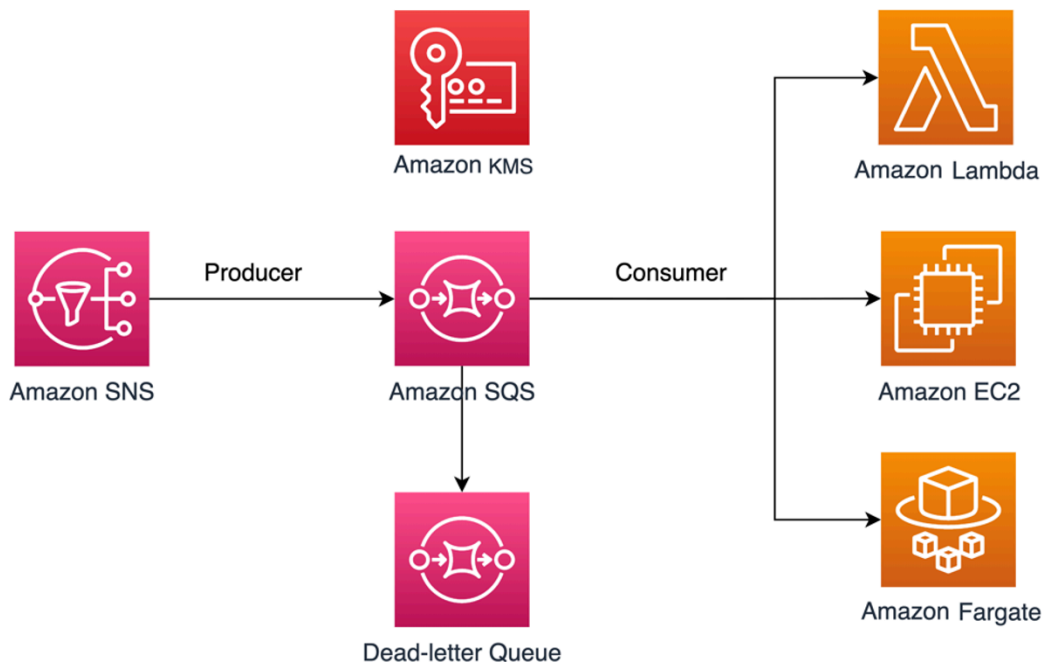 Amazon KMS
Amazon Lambda
Producer
Consumer
Amazon SNS
Amazon SQS
Amazon EC2
Amazon Fargate
Dead-letter Queue